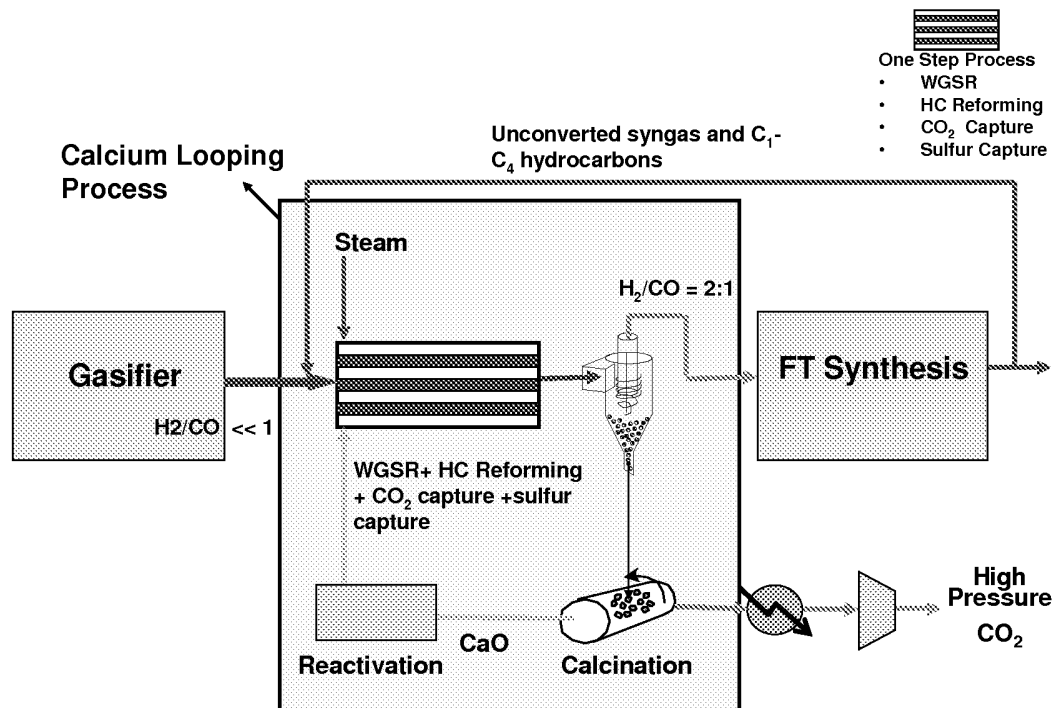 One Step Process
• WGSR
• HC Reforming
• CO₂ Capture
• Sulfur Capture
Unconverted syngas and C₁-
C₄ hydrocarbons
Calcium Looping
Process
Steam
H₂/CO = 2:1
Gasifier
FT Synthesis
H2/CO << 1
WGSR+ HC Reforming
+ CO₂ capture +sulfur
capture
High
Pressure
CO₂
CaO
Reactivation
Calcination